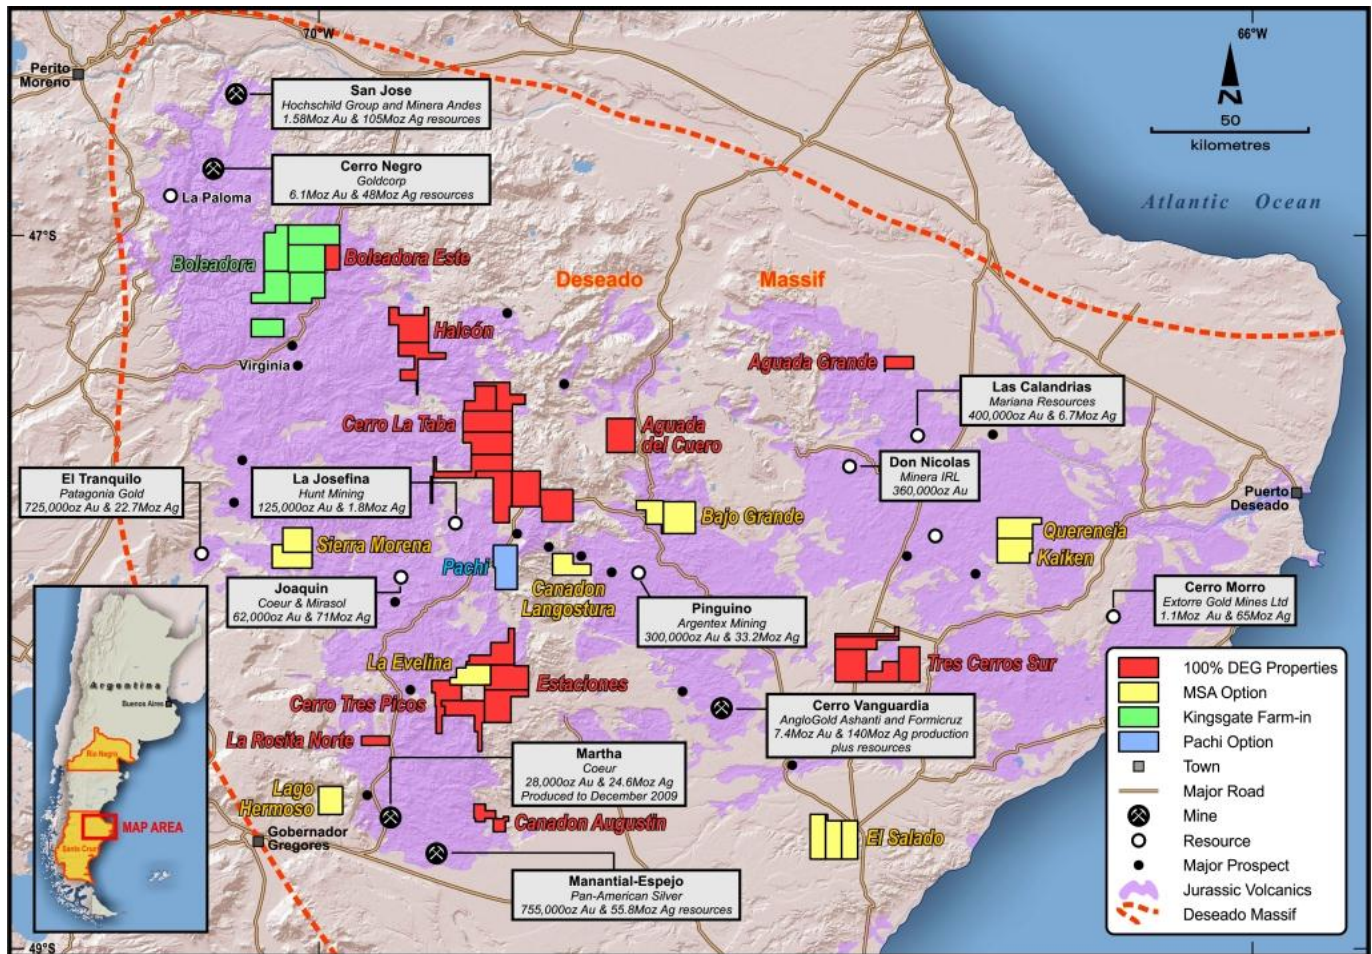 70°W
66°W
Perito
Moreno
San Jose
Hochschild Group and Minera Andes
1.58Moz Au & 105Moz Ag resources
N
50
kilometres
Cerro Negro
Goldcorp
6.1Moz Au & 48Moz Ag resources
La Paloma
Atlantic Ocean
47°S
Boleadora
Boleadora Este
Deseado
Massif
Halcón
Virginia
Aguada Grande
Las Calandrias
Mariana Resources
400,000oz Au & 6.7Moz Ag
Cerro La Taba
Aguada
del Cuero
El Tranquilo
Patagonia Gold
725,000oz Au & 22.7Moz Ag
La Josefina
Hunt Mining
125,000oz Au & 1.8Moz Ag
Don Nicolas
Minera IRL
360,000oz Au
Puerto
Deseado
Bajo Grande
Sierra Morena
Querencia
Kaiken
Pachi
Canadon
Langostura
Joaquin
Coeur & Mirasol
62,000oz Au & 71Moz Ag
Pinguino
Argentex Mining
300,000oz Au & 33.2Moz Ag
Cerro Morro
Extorre Gold Mines Ltd
1.1Moz Au & 65Moz Ag
La Evelina
Estaciones
Cerro Tres Picos
Tres Cerros Sur
La Rosita Norte
Cerro Vanguardia
AngloGold Ashanti and Formicruz
7.4Moz Au & 140Moz Ag production
plus resources
Martha
Coeur
28,000oz Au & 24.6Moz Ag
Produced to December 2009
Lago
Hermoso
Canadon Augustin
El Salado
Gobernador
Gregores
Manantial-Espejo
Pan-American Silver
755,000oz Au & 55.8Moz Ag resources
49°S
Argentina
Buenos Aires
Rio Negro
MAP AREA
Santa Cruz
100% DEG Properties
MSA Option
Kingsgate Farm-in
Pachi Option
Town
Major Road
Mine
Resource
Major Prospect
Jurassic Volcanics
Deseado Massif